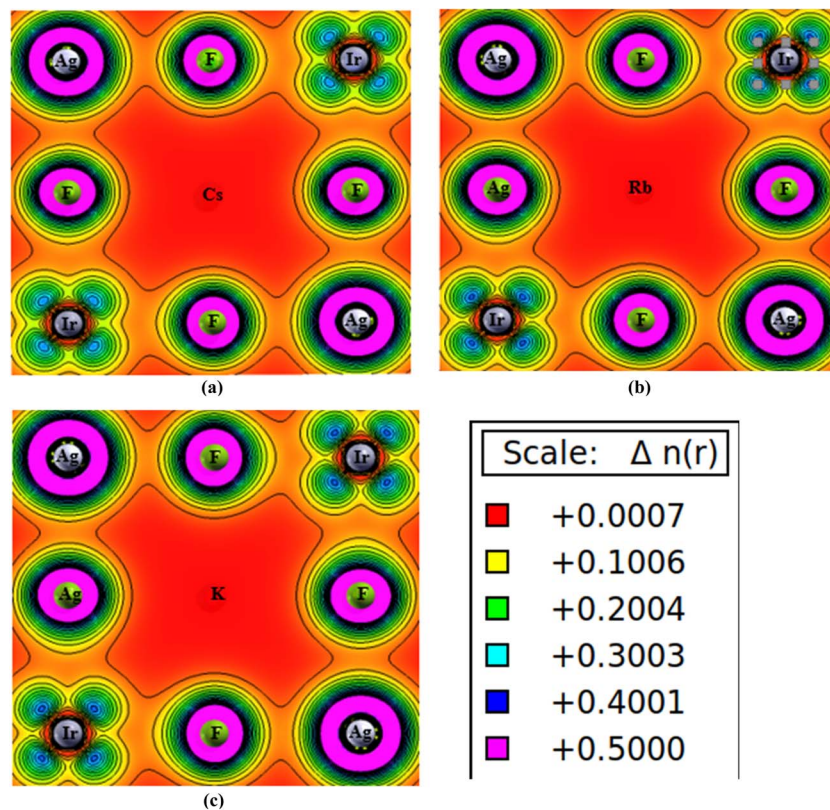 Ag F Ir
F Cs F
Ir F Ag
(a)
Ag F Ir
Ag Rb F
Ir F Ag
(b)
Ag F Ir
Ag K F
Ir F Ag
(c)
Scale: Δ n(r)
+0.0007
+0.1006
+0.2004
+0.3003
+0.4001
+0.5000